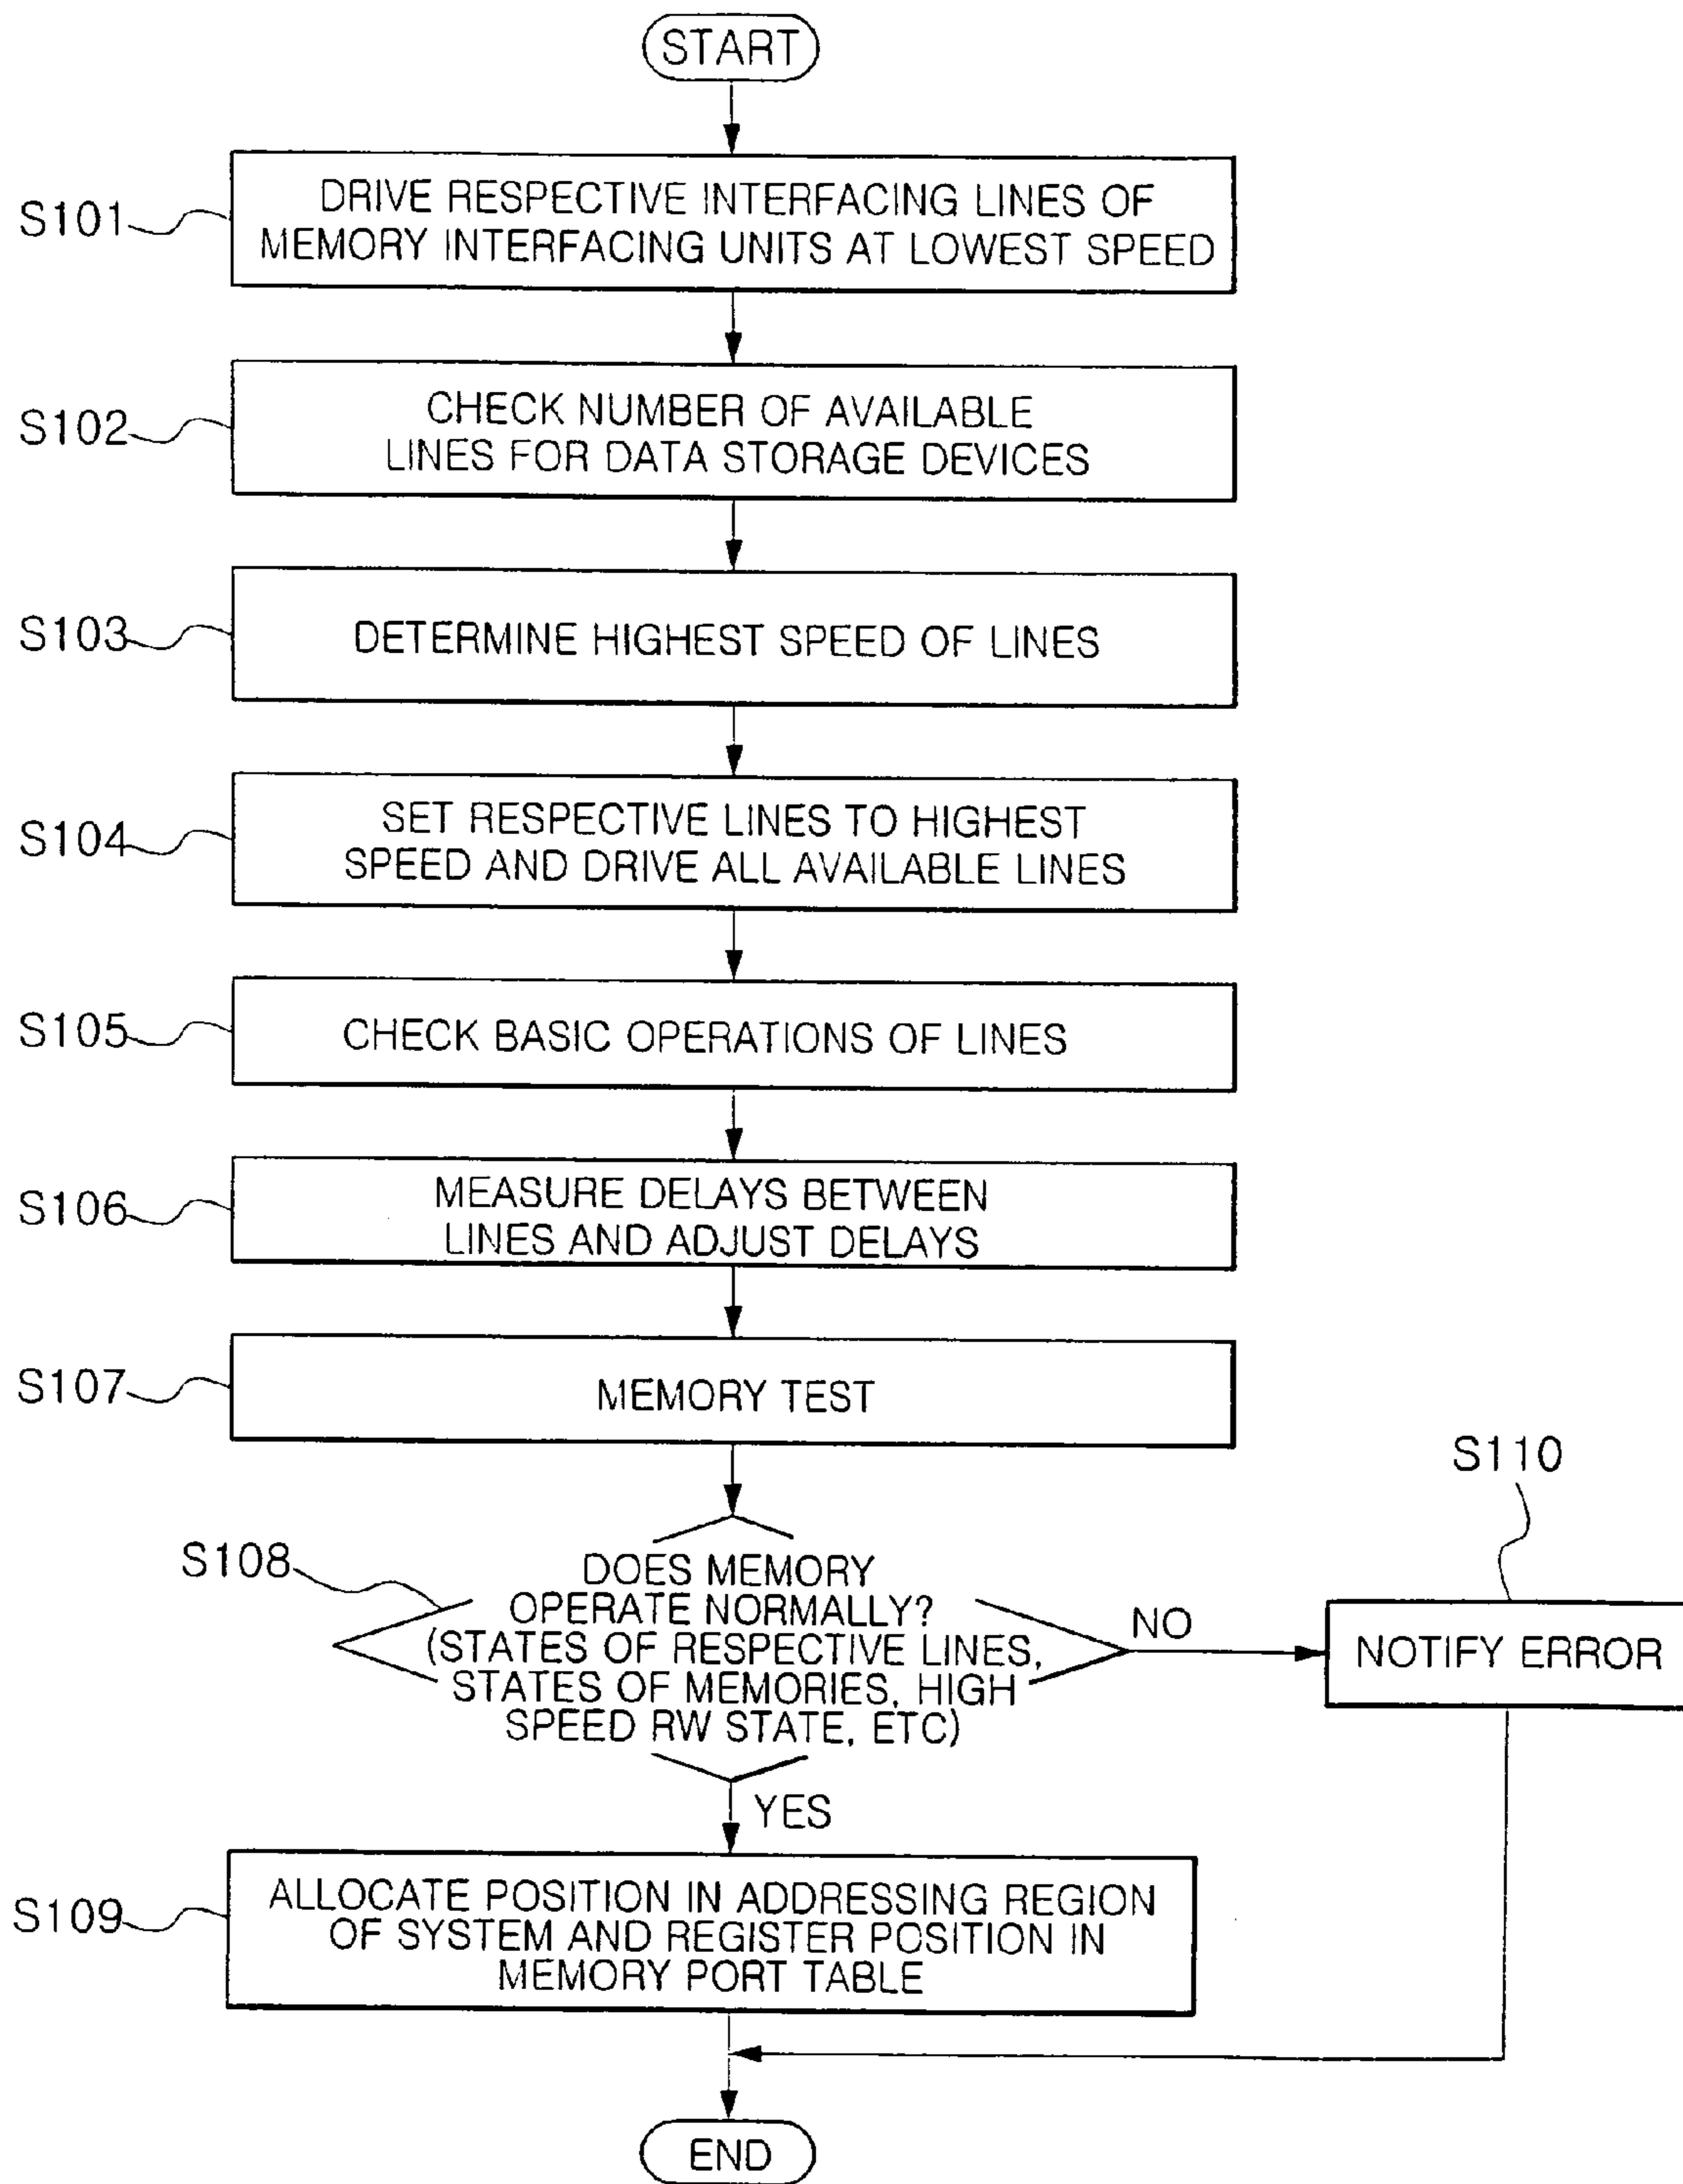 START
S101
DRIVE RESPECTIVE INTERFACING LINES OF
MEMORY INTERFACING UNITS AT LOWEST SPEED
S102
CHECK NUMBER OF AVAILABLE
LINES FOR DATA STORAGE DEVICES
S103
DETERMINE HIGHEST SPEED OF LINES
S104
SET RESPECTIVE LINES TO HIGHEST
SPEED AND DRIVE ALL AVAILABLE LINES
S105
CHECK BASIC OPERATIONS OF LINES
S106
MEASURE DELAYS BETWEEN
LINES AND ADJUST DELAYS
S107
MEMORY TEST
S108
DOES MEMORY
OPERATE NORMALLY?
(STATES OF RESPECTIVE LINES,
STATES OF MEMORIES, HIGH
SPEED RW STATE, ETC)
NO
S110
NOTIFY ERROR
YES
S109
ALLOCATE POSITION IN ADDRESSING REGION
OF SYSTEM AND REGISTER POSITION IN
MEMORY PORT TABLE
END